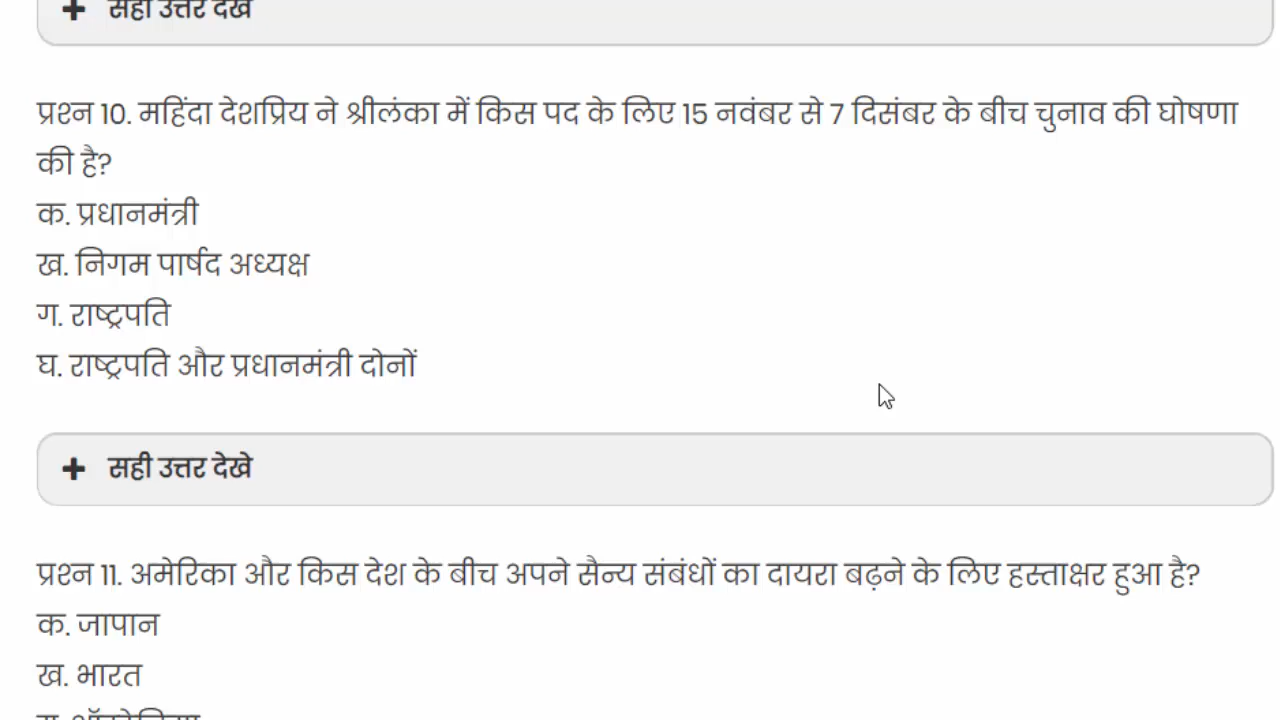 सही उत्तर देखे
प्रश्न 10. महिंदा देशप्रिय ने श्रीलंका में किस पद के लिए 15 नवंबर से 7 दिसंबर के बीच चुनाव की घोषणा
की है?
क. प्रधानमंत्री
ख. निगम पार्षद अध्यक्ष
ग. राष्ट्रपति
घ. राष्ट्रपति और प्रधानमंत्री दोनों
सही उत्तर देखे
प्रश्न 11. अमेरिका और किस देश के बीच अपने सैन्य संबंधों का दायरा बढ़ने के लिए हस्ताक्षर हुआ है?
क. जापान
ख. भारत